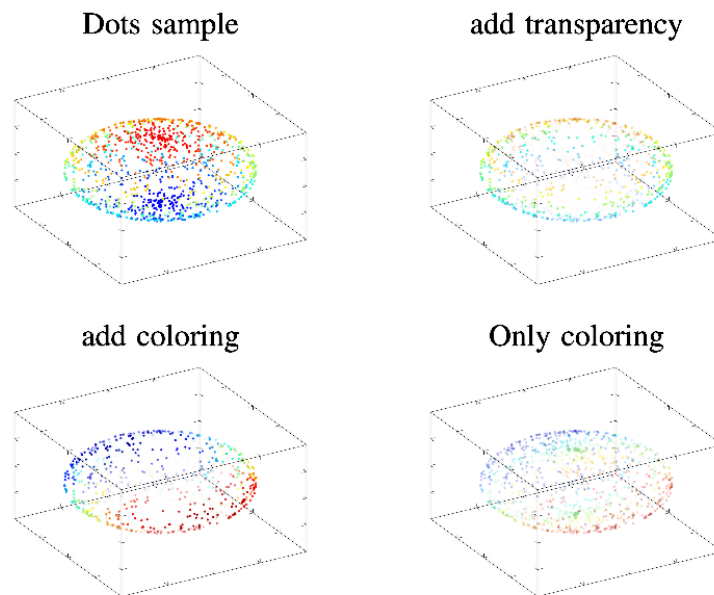 Dots sample
add transparency
add coloring
Only coloring